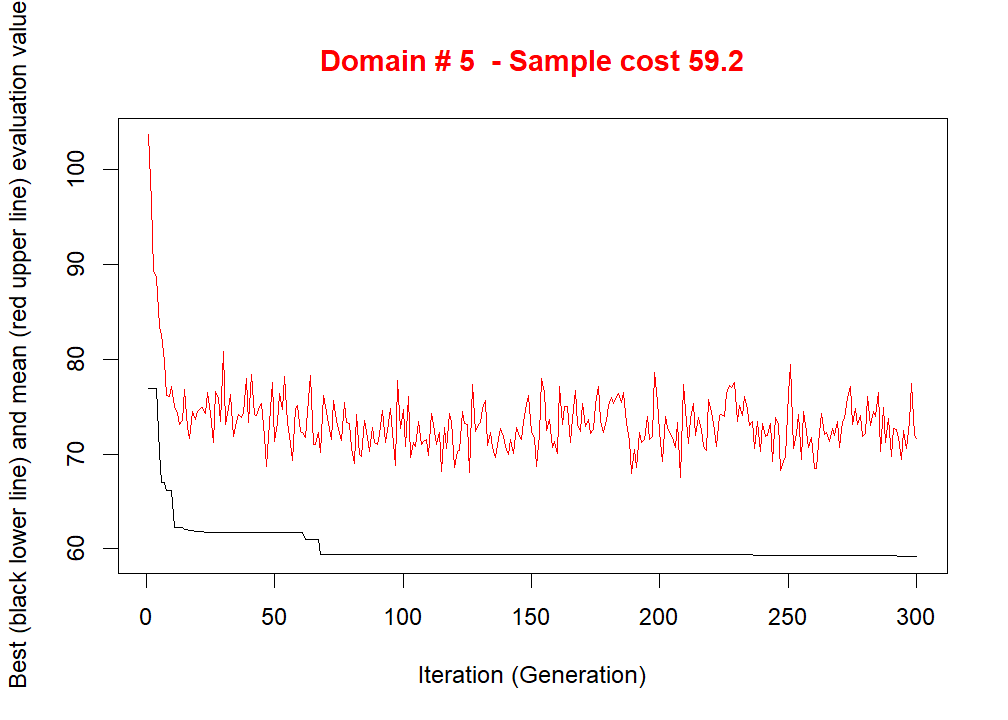 Domain # 5  - Sample cost 59.2
Best (black lower line) and mean (red upper line) evaluation value
100
90
80
70
60
0 50 100 150 200 250 300
Iteration (Generation)